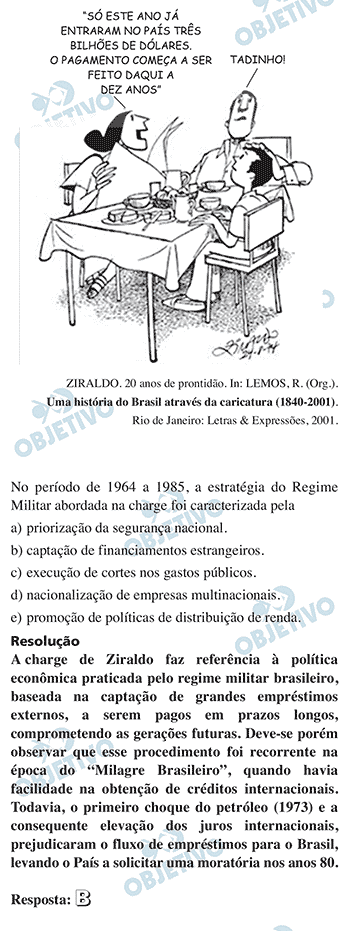 "SÓ ESTE ANO JÁ
ENTRARAM NO PAÍS TRÊS
BILHÕES DE DÓLARES.
O PAGAMENTO COMEÇA A SER
FEITO DAQUI A
DEZ ANOS"
TADINHO!
ZIRALDO. 20 anos de prontidão. In: LEMOS, R. (Org.).
Uma história do Brasil através da caricatura (1840-2001).
Rio de Janeiro: Letras & Expressões, 2001.
No período de 1964 a 1985, a estratégia do Regime
Militar abordada na charge foi caracterizada pela
a) priorização da segurança nacional.
b) captação de financiamentos estrangeiros.
c) execução de cortes nos gastos públicos.
d) nacionalização de empresas multinacionais.
e) promoção de políticas de distribuição de renda.
Resolução
A charge de Ziraldo faz referência à política
econômica praticada pelo regime militar brasileiro,
baseada na captação de grandes empréstimos
externos, a serem pagos em prazos longos,
comprometendo as gerações futuras. Deve-se porém
observar que esse procedimento foi recorrente na
época do “Milagre Brasileiro”, quando havia
facilidade na obtenção de créditos internacionais.
Todavia, o primeiro choque do petróleo (1973) e a
consequente elevação dos juros internacionais,
prejudicaram o fluxo de empréstimos para o Brasil,
levando o País a solicitar uma moratória nos anos 80.
Resposta: B
OBJETIVO
OBJETIVO
OBJETIVO
OBJETIVO
OBJETIVO
OBJETIVO
OBJETIVO
OBJETIVO